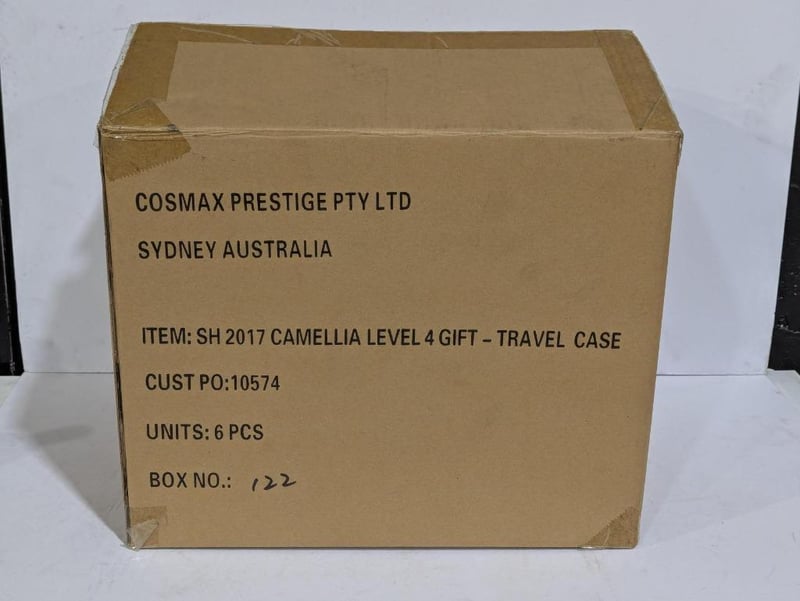 COSMAX PRESTIGE PTY LTD
SYDNEY AUSTRALIA
ITEM: SH 2017 CAMELLIA LEVEL 4 GIFT – TRAVEL CASE
CUST PO:10574
UNITS: 6 PCS
BOX NO.: 122